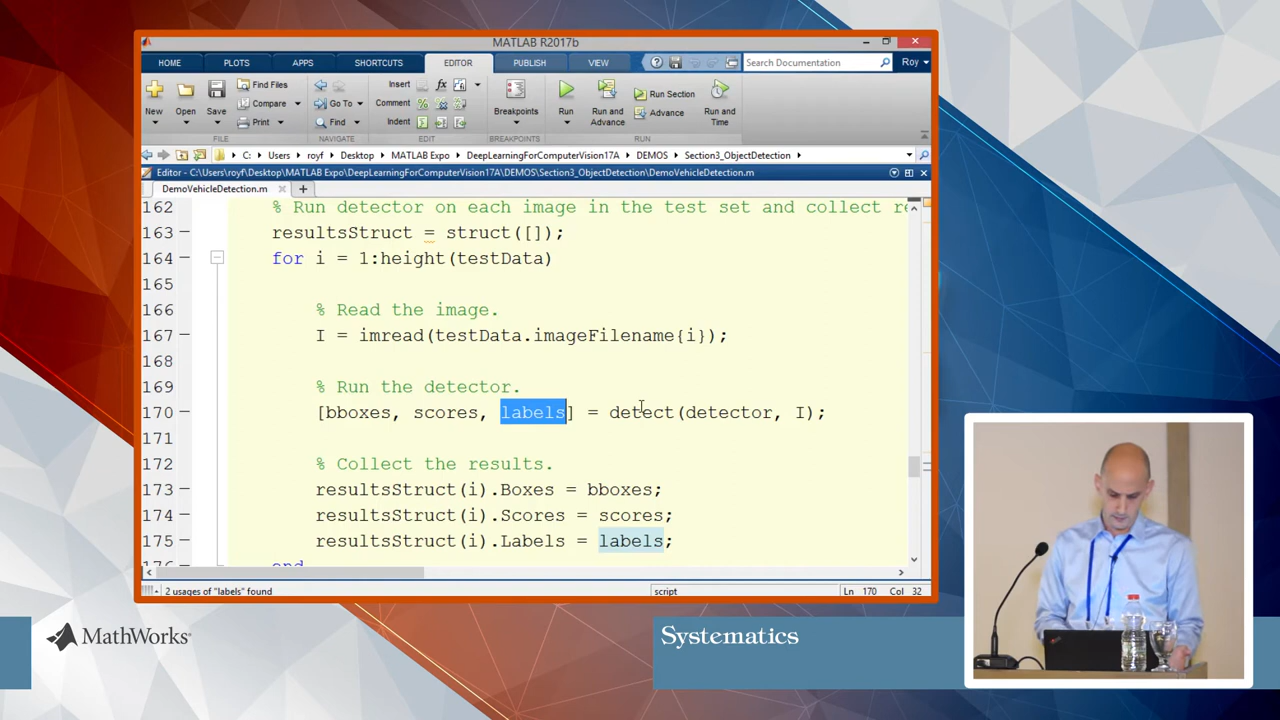 MATLAB R2017b
HOME PLOTS APPS SHORTCUTS EDITOR PUBLISH VIEW Search Documentation Roy
New Open Save Find Files Compare Print Go To Find Insert Comment Indent fx Breakpoints Run Run and Advance Run Section Advance Run and Time
FILE NAVIGATE EDIT BREAKPOINTS RUN
C: Users royf Desktop MATLAB Expo DeepLearningForComputerVision17A DEMOS Section3_ObjectDetection
Editor - C:\Users\royf\Desktop\MATLAB Expo\DeepLearningForComputerVision17A\DEMOS\Section3_ObjectDetection\DemoVehicleDetection.m
DemoVehicleDetection.m +
162 % Run detector on each image in the test set and collect re
163 resultsStruct = struct([]);
164 for i = 1:height(testData)
165
166 % Read the image.
167 I = imread(testData.imageFilename{i});
168
169 % Run the detector.
170 [bboxes, scores, labels] = detect(detector, I);
171
172 % Collect the results.
173 resultsStruct(i).Boxes = bboxes;
174 resultsStruct(i).Scores = scores;
175 resultsStruct(i).Labels = labels;
176 end
2 usages of "labels" found script Ln 170 Col 32
MathWorks®
Systematics